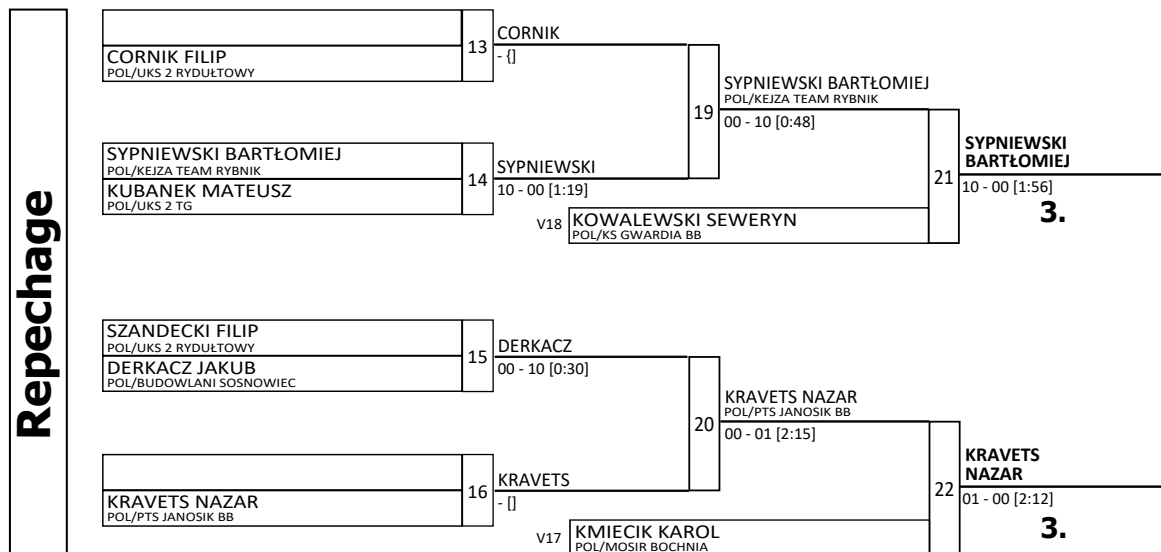 Repechage
CORNIK FILIP
POL/UKS 2 RYDUŁTOWY
13
CORNIK
- {]
SYPNIEWSKI BARTŁOMIEJ
POL/KEJZA TEAM RYBNIK
KUBANEK MATEUSZ
POL/UKS 2 TG
14
SYPNIEWSKI
10 - 00 [1:19]
19
SYPNIEWSKI BARTŁOMIEJ
POL/KEJZA TEAM RYBNIK
00 - 10 [0:48]
V18
KOWALEWSKI SEWERYN
POL/KS GWARDIA BB
21
SYPNIEWSKI
BARTŁOMIEJ
10 - 00 [1:56]
3.
SZANDECKI FILIP
POL/UKS 2 RYDUŁTOWY
DERKACZ JAKUB
POL/BUDOWLANI SOSNOWIEC
15
DERKACZ
00 - 10 [0:30]
KRAVETS NAZAR
POL/PTS JANOSIK BB
16
KRAVETS
- []
20
KRAVETS NAZAR
POL/PTS JANOSIK BB
00 - 01 [2:15]
V17
KMIECIK KAROL
POL/MOSIR BOCHNIA
22
KRAVETS
NAZAR
01 - 00 [2:12]
3.